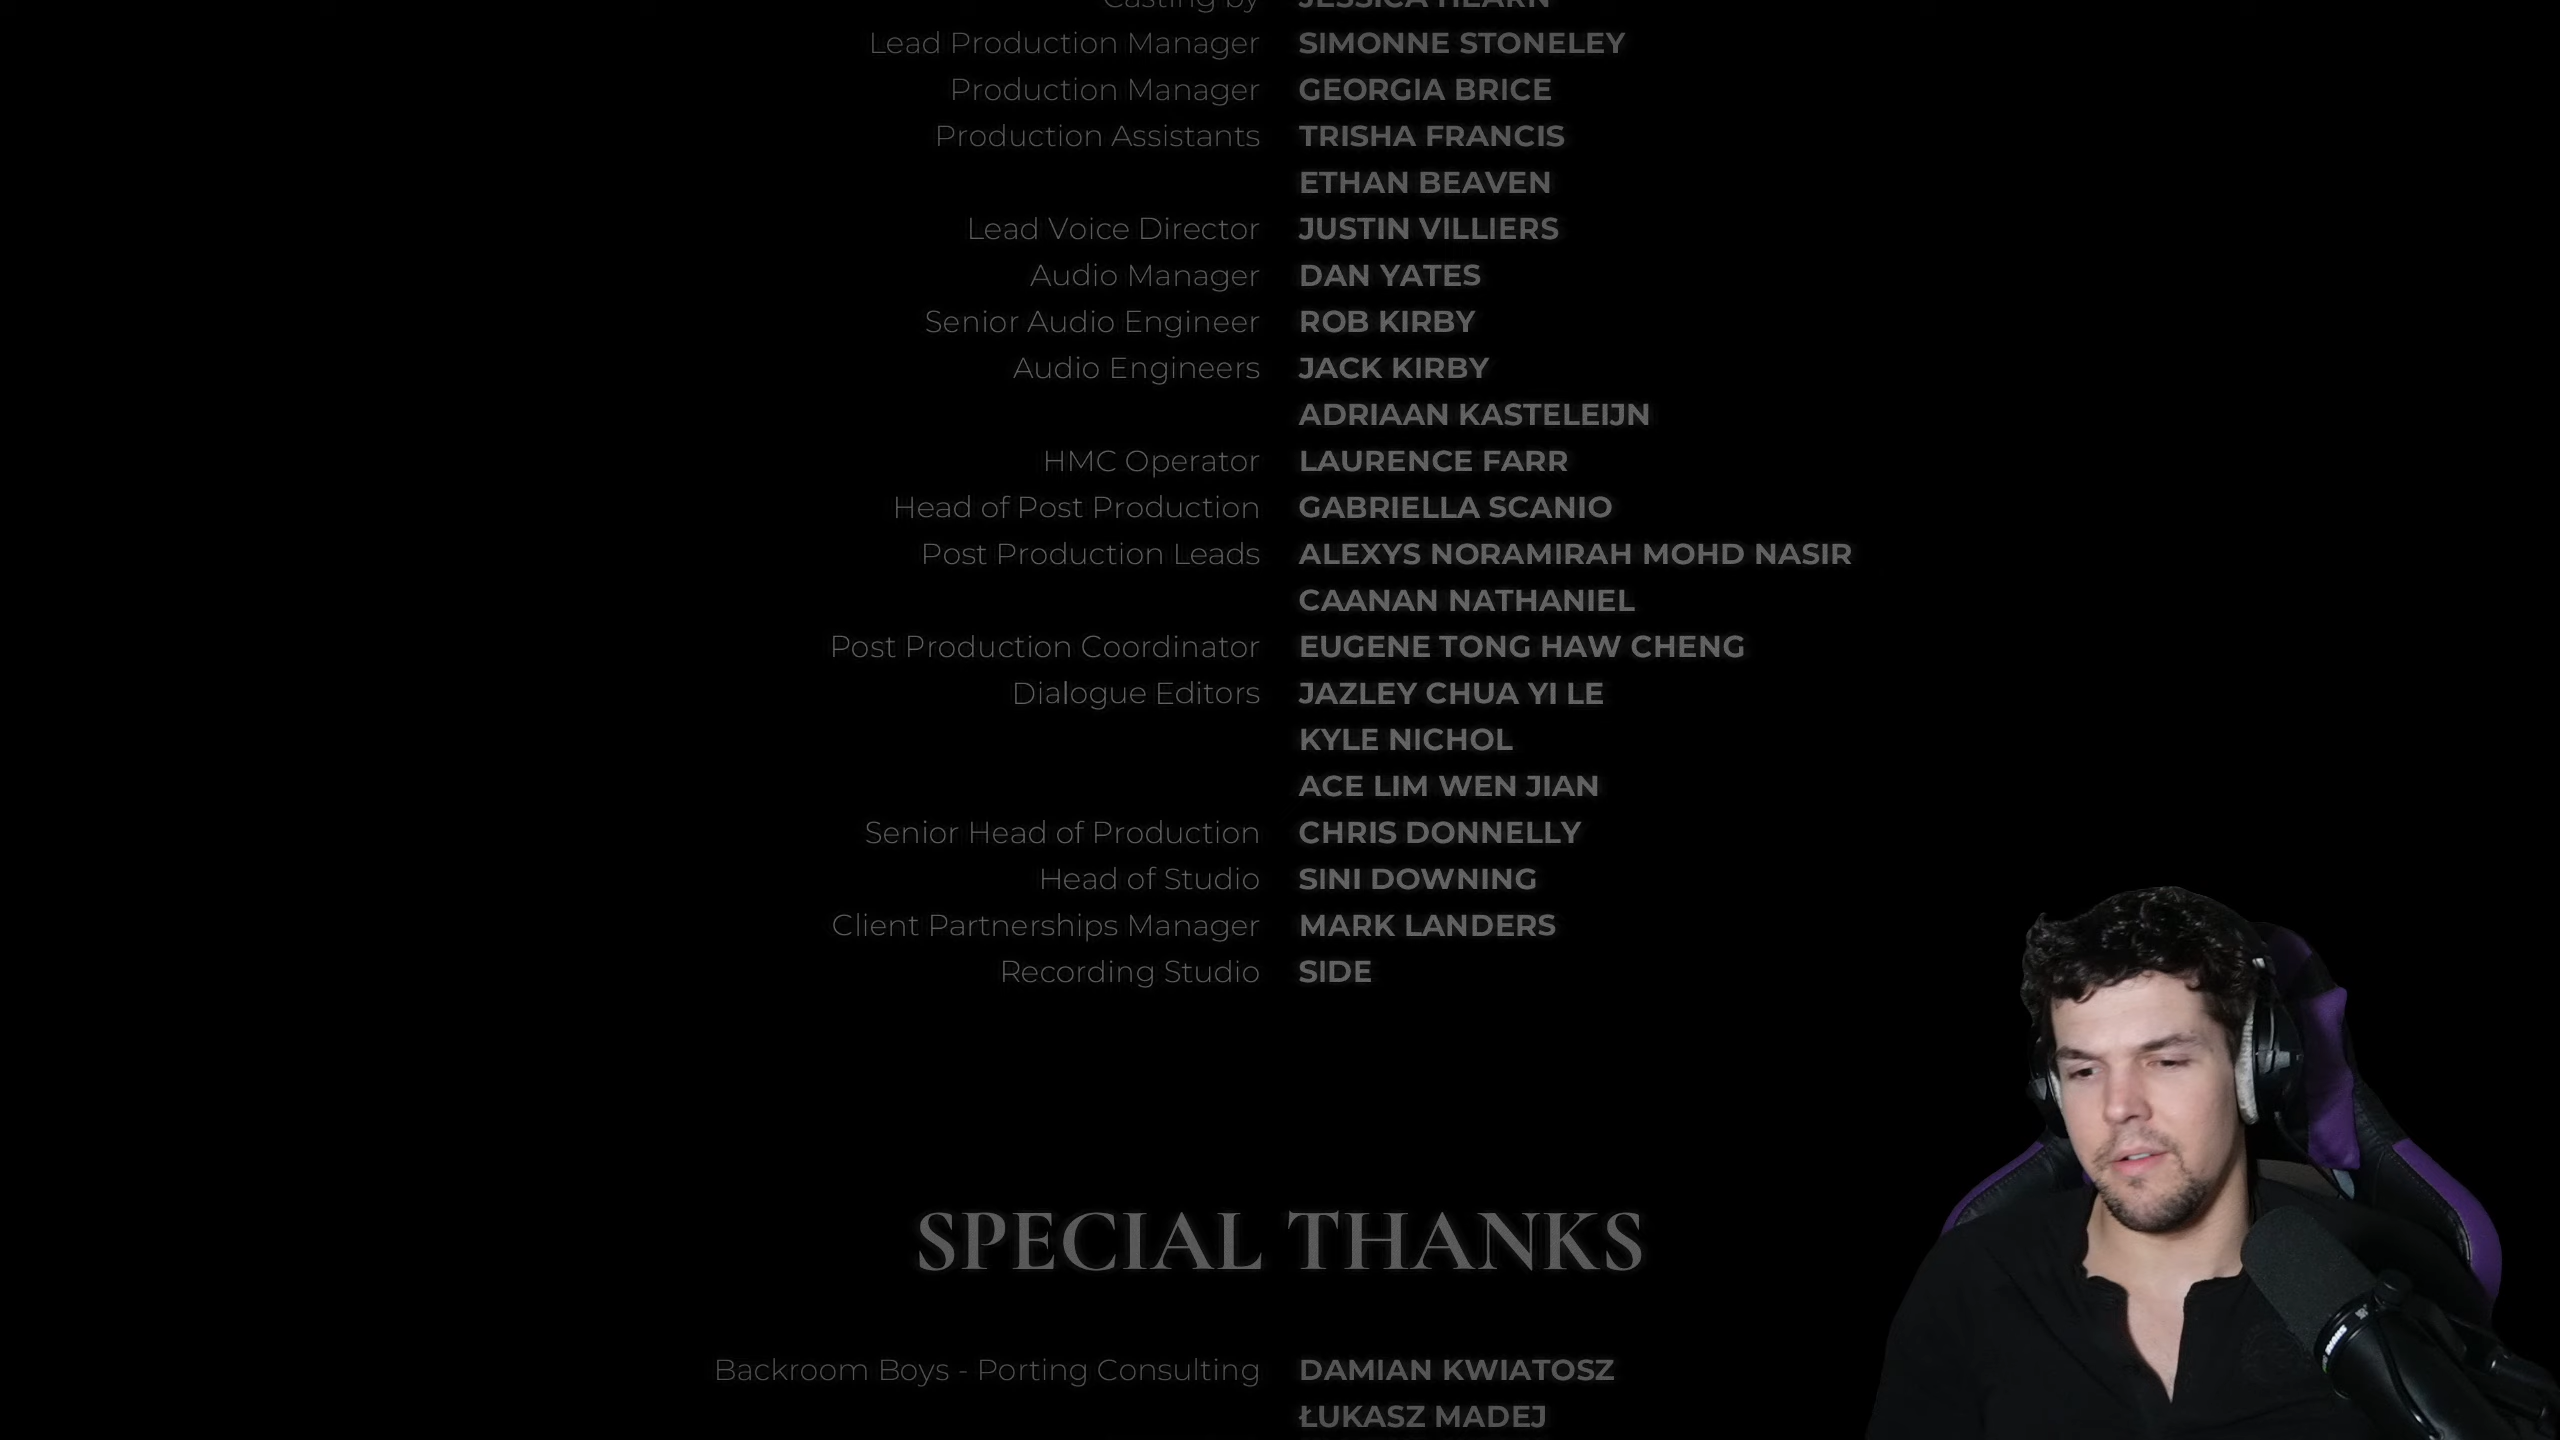 Casting by JESSICA HEARN
Lead Production Manager SIMONNE STONELEY
Production Manager GEORGIA BRICE
Production Assistants TRISHA FRANCIS
ETHAN BEAVEN
Lead Voice Director JUSTIN VILLIERS
Audio Manager DAN YATES
Senior Audio Engineer ROB KIRBY
Audio Engineers JACK KIRBY
ADRIAAN KASTELEIJN
HMC Operator LAURENCE FARR
Head of Post Production GABRIELLA SCANIO
Post Production Leads ALEXYS NORAMIRAH MOHD NASIR
CAANAN NATHANIEL
Post Production Coordinator EUGENE TONG HAW CHENG
Dialogue Editors JAZLEY CHUA YI LE
KYLE NICHOL
ACE LIM WEN JIAN
Senior Head of Production CHRIS DONNELLY
Head of Studio SINI DOWNING
Client Partnerships Manager MARK LANDERS
Recording Studio SIDE
SPECIAL THANKS
Backroom Boys - Porting Consulting DAMIAN KWIATOSZ
ŁUKASZ MADEJ